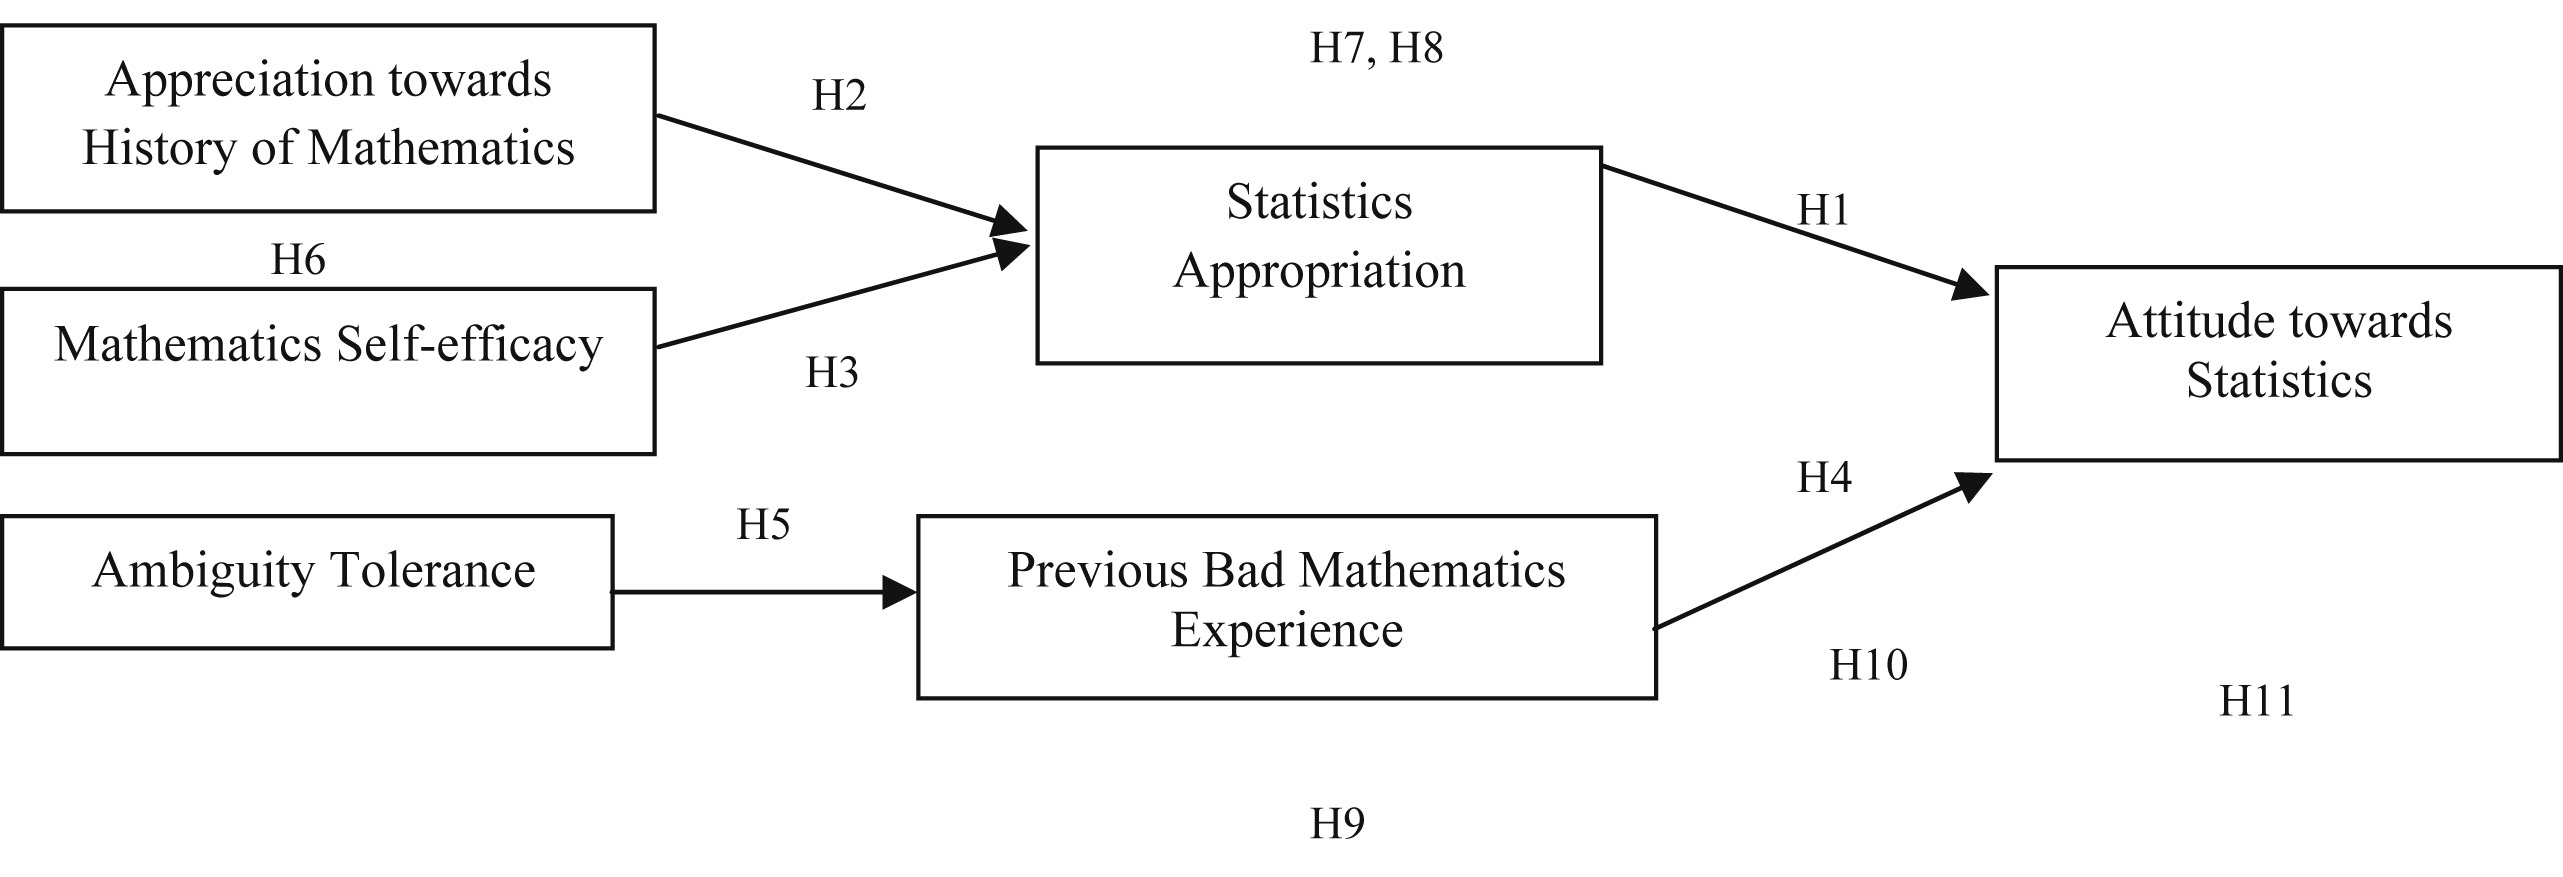 H7, H8
Appreciation towards
History of Mathematics
H2
Statistics
Appropriation
H1
H6
Mathematics Self-efficacy
H3
Attitude towards
Statistics
H4
Ambiguity Tolerance
H5
Previous Bad Mathematics
Experience
H10
H11
H9